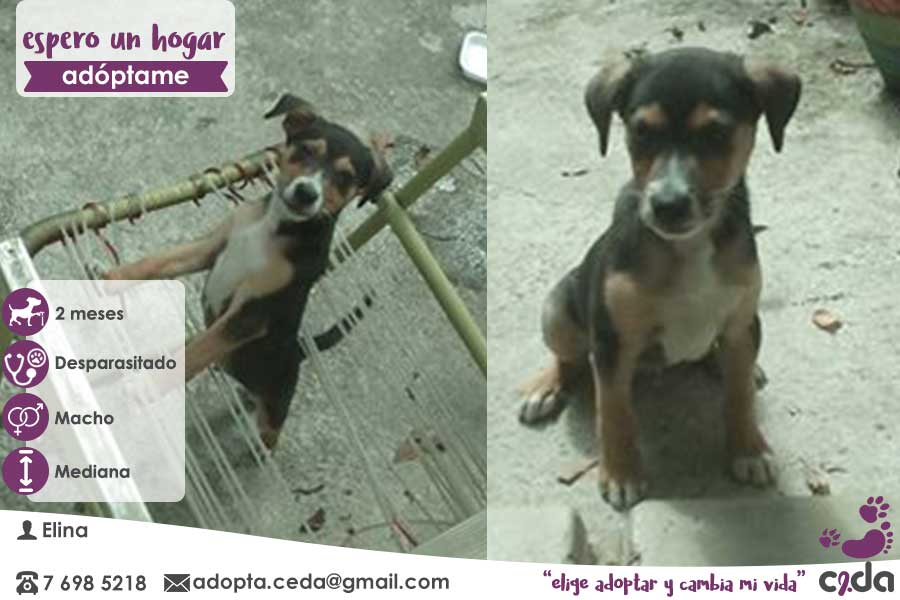 espero un hogar
adóptame
2 meses
Desparasitado
Macho
Mediana
Elina
7 698 5218
adopta.ceda@gmail.com
“elige adoptar y cambia mi vida”
ceda